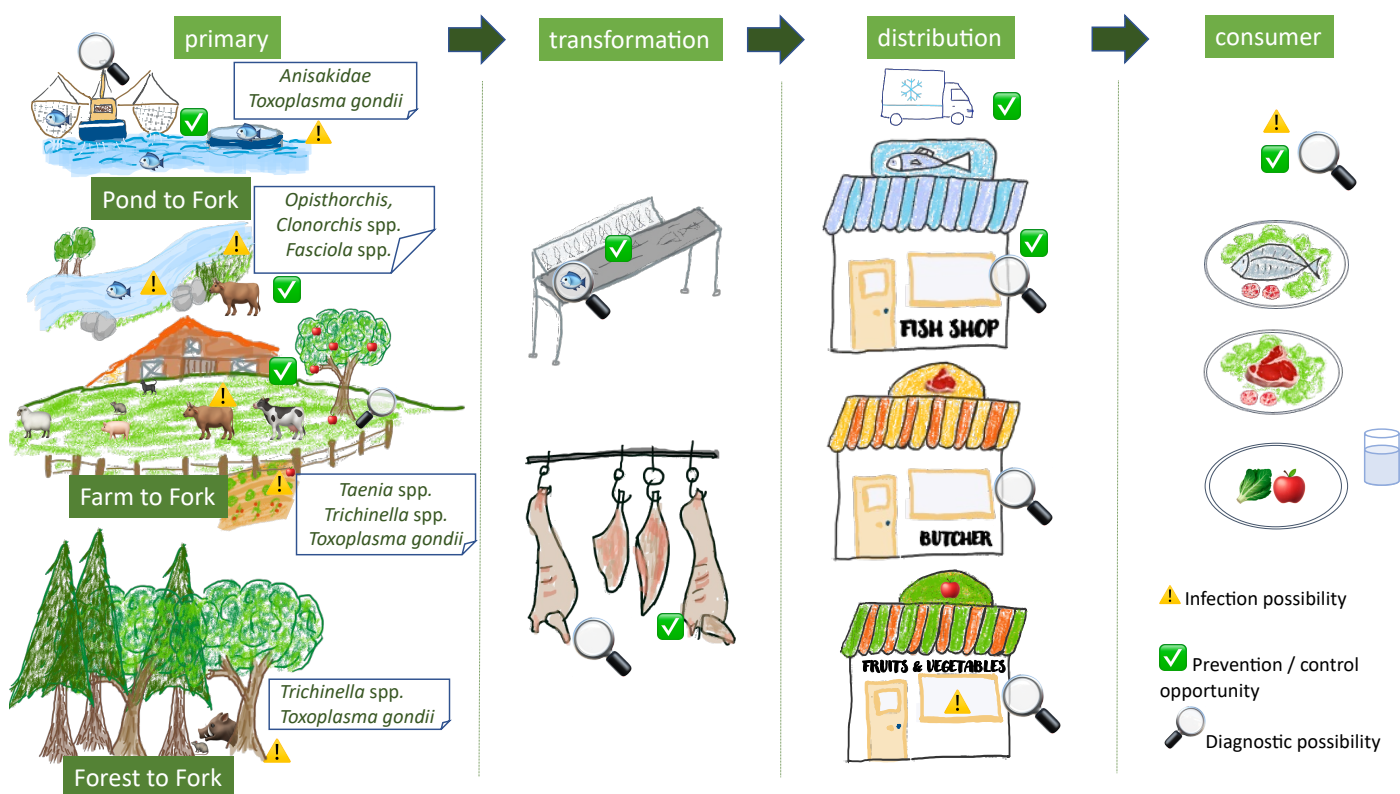 primary
transformation
distribution
consumer
Anisakidae
Toxoplasma gondii
Pond to Fork
Opisthorchis,
Clonorchis spp.
Fasciola spp.
Farm to Fork
Taenia spp.
Trichinella spp.
Toxoplasma gondii
Trichinella spp.
Toxoplasma gondii
Forest to Fork
FISH SHOP
BUTCHER
FRUITS & VEGETABLES
Infection possibility
Prevention / control
opportunity
Diagnostic possibility